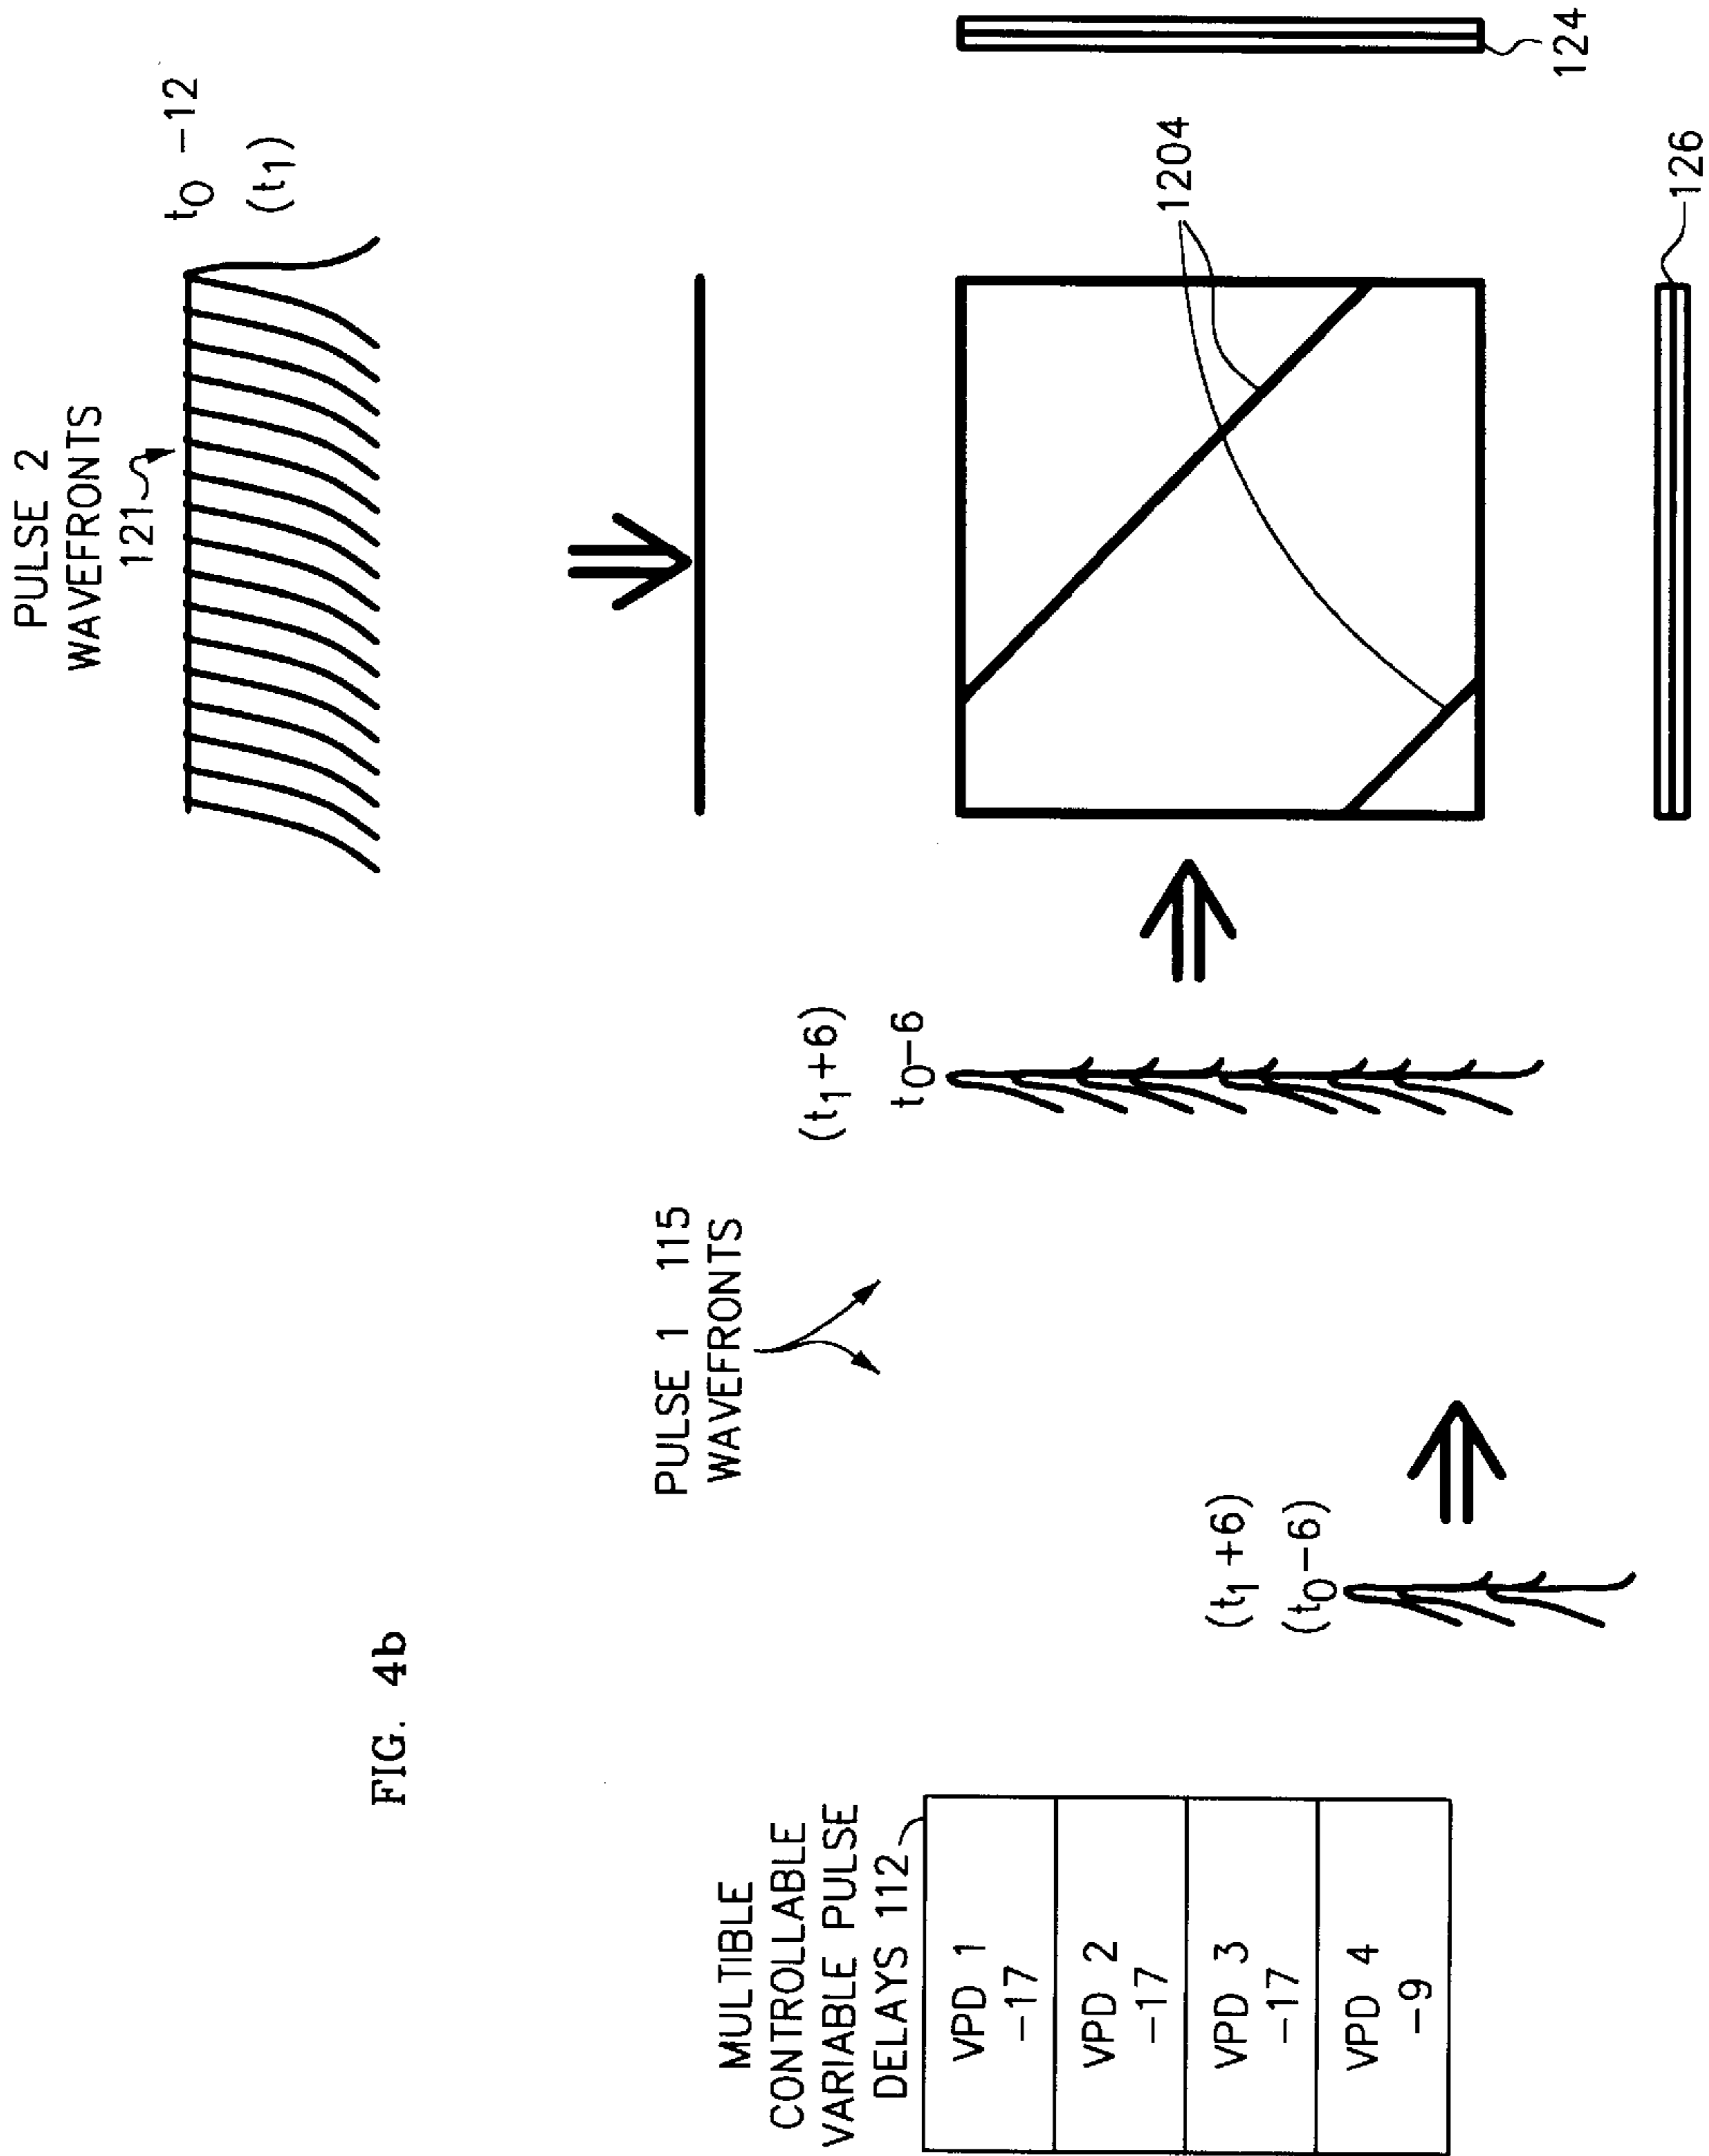 PULSE 2
WAVEFRONTS
121
t0 -12
(t1)
124
1204
126
(t1+6)
t0-6
PULSE 1 115
WAVEFRONTS
(t1+6)
(t0-6)
FIG. 4b
MULTIBLE
CONTROLLABLE
VARIABLE PULSE
DELAYS 112
VPD 1
-17
VPD 2
-17
VPD 3
-17
VPD 4
-9